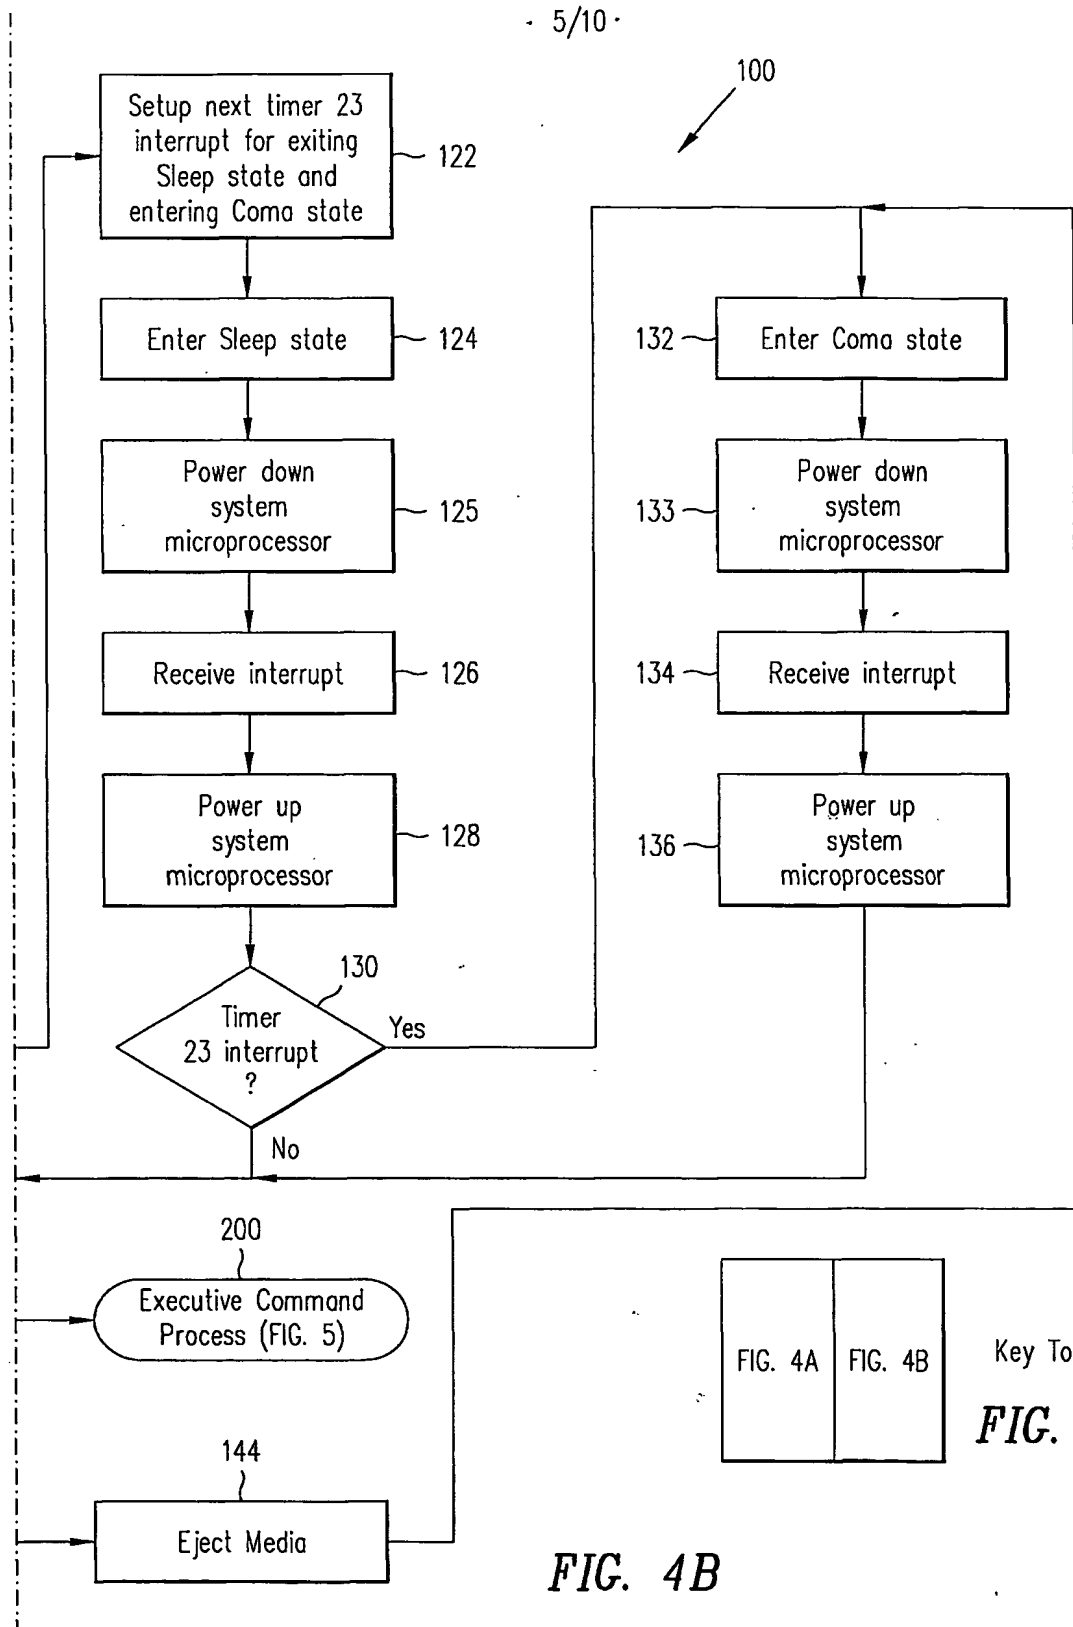 · 5/10 ·
100
Setup next timer 23
interrupt for exiting
Sleep state and
entering Coma state
122
Enter Sleep state
124
Power down
system
microprocessor
125
Receive interrupt
126
Power up
system
microprocessor
128
130
Timer
23 interrupt
?
Yes
No
132
Enter Coma state
133
Power down
system
microprocessor
134
Receive interrupt
136
Power up
system
microprocessor
200
Executive Command
Process (FIG. 5)
144
Eject Media
FIG. 4A
FIG. 4B
Key To
FIG.
FIG. 4B